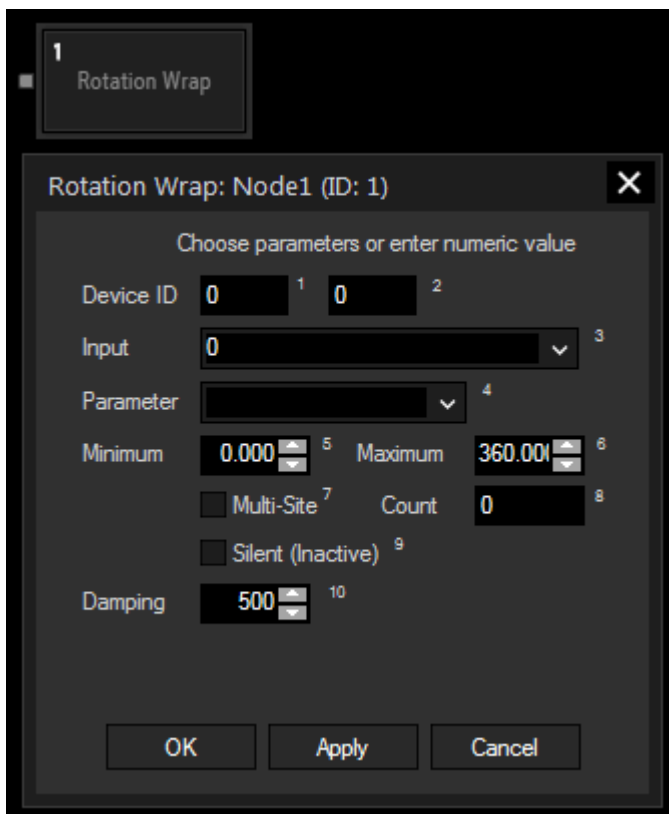 1
Rotation Wrap
Rotation Wrap: Node1 (ID: 1)
Choose parameters or enter numeric value
Device ID 0 1 0 2
Input 0 3
Parameter 4
Minimum 0.000 5 Maximum 360.00 6
Multi-Site 7 Count 0 8
Silent (Inactive) 9
Damping 500 10
OK Apply Cancel